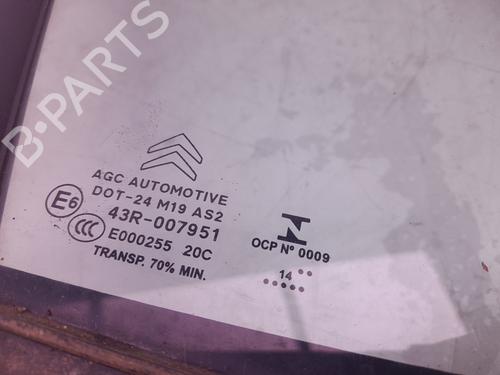 B-PARTS
AGC AUTOMOTIVE
DOT-24 M19 AS2
43R-007951
E6
CCC
E000255 20C
TRANSP. 70% MIN.
OCP Nº 0009
14